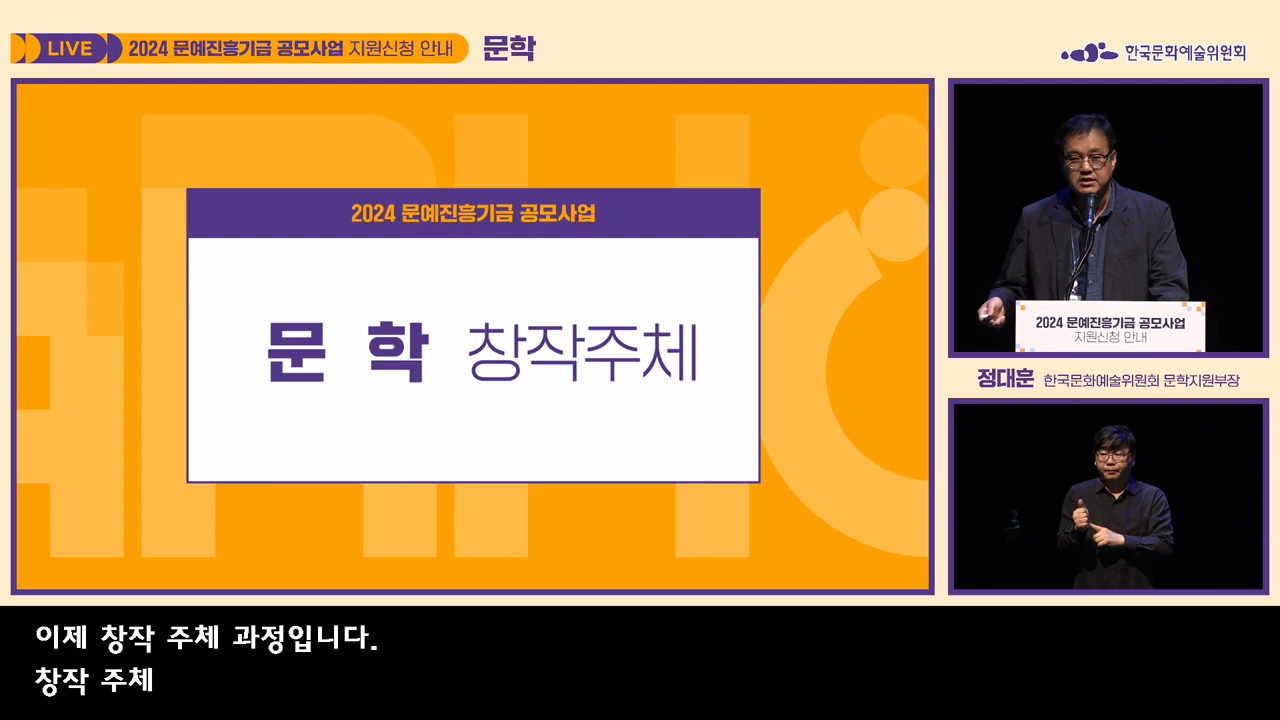 LIVE 2024 문예진흥기금 공모사업 지원신청 안내 문학
한국문화예술위원회
2024 문예진흥기금 공모사업
문학 창작주체
2024 문예진흥기금 공모사업
지원신청 안내
정대훈 한국문화예술위원회 문학지원부장
이제 창작 주체 과정입니다.
창작 주체